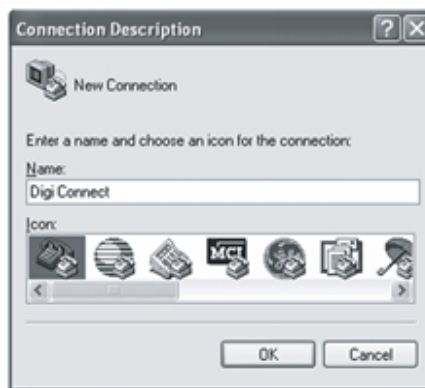 Connection Description
New Connection
Enter a name and choose an icon for the connection:
Name:
Digi Connect
Icon:
MCI
OK Cancel